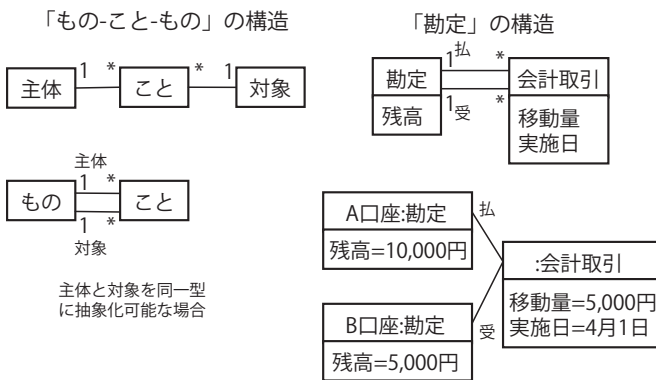 「もの-こと-もの」の構造
主体
1
*
こと
*
1
対象
主体
1
*
もの
こと
1
*
対象
主体と対象を同一型
に抽象化可能な場合
「勘定」の構造
勘定
残高
1
払
*
1
受
*
会計取引
移動量
実施日
A口座:勘定
残高=10,000円
払
B口座:勘定
残高=5,000円
受
:会計取引
移動量=5,000円
実施日=4月1日